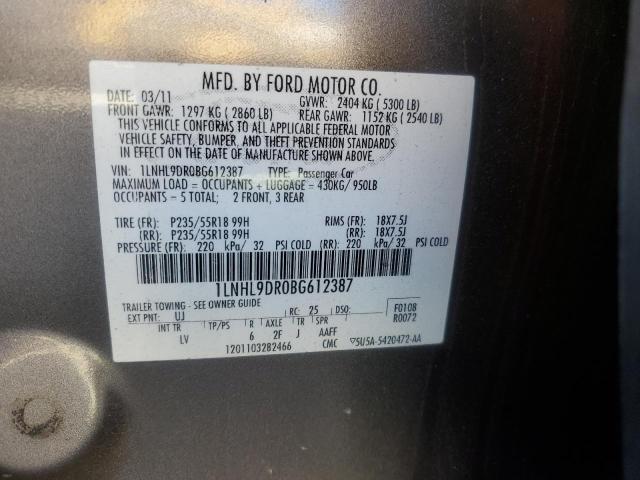 MFD. BY FORD MOTOR CO.
DATE: 03/11 GVWR: 2404 KG ( 5300 LB)
FRONT GAWR: 1297 KG ( 2860 LB) REAR GAWR: 1152 KG ( 2540 LB)
THIS VEHICLE CONFORMS TO ALL APPLICABLE FEDERAL MOTOR
VEHICLE SAFETY, BUMPER, AND THEFT PREVENTION STANDARDS
IN EFFECT ON THE DATE OF MANUFACTURE SHOWN ABOVE.
VIN: 1LNHL9DR0BG612387 TYPE: Passenger Car
MAXIMUM LOAD = OCCUPANTS + LUGGAGE = 430KG/ 950LB
OCCUPANTS - 5 TOTAL; 2 FRONT, 3 REAR
TIRE (FR): P235/55R18 99H RIMS (FR): 18X7.5J
(RR): P235/55R18 99H (RR): 18X7.5J
PRESSURE (FR): 220 kPa/ 32 PSI COLD (RR): 220 kPa/ 32 PSI COLD
1LNHL9DR0BG612387
TRAILER TOWING - SEE OWNER GUIDE
EXT PNT: UJ RC: 25 DSO: F0108
R0072
INT TR TP/PS R AXLE TR SPR
LV 6 2F J AAFF
1201103282466 CMC ▽5U5A-5420472-AA